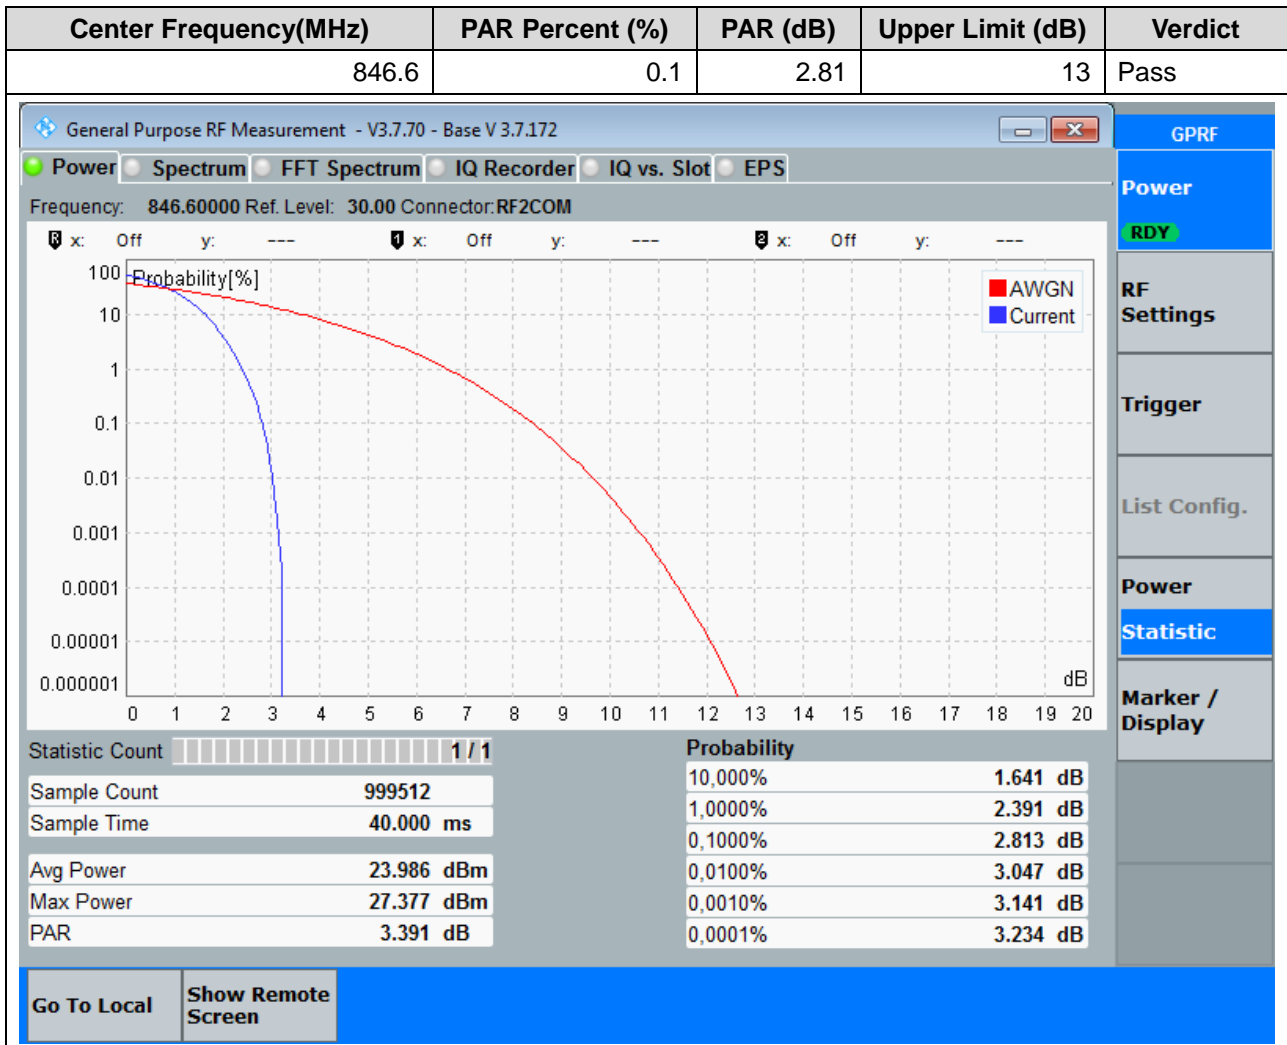 Center Frequency(MHz) PAR Percent (%) PAR (dB) Upper Limit (dB) Verdict
846.6 0.1 2.81 13 Pass
General Purpose RF Measurement - V3.7.70 - Base V 3.7.172
GPRF
Power Spectrum FFT Spectrum IQ Recorder IQ vs. Slot EPS
Power
RDY
Frequency: 846.60000 Ref. Level: 30.00 Connector:RF2COM
R x: Off y: --- 1 x: Off y: --- 2 x: Off y: ---
Probability[%]
100
10
1
0.1
0.01
0.001
0.0001
0.00001
0.000001
AWGN
Current
dB
0 1 2 3 4 5 6 7 8 9 10 11 12 13 14 15 16 17 18 19 20
RF
Settings
Trigger
List Config.
Power
Statistic
Marker /
Display
Statistic Count 1 / 1
Sample Count 999512
Sample Time 40.000 ms
Avg Power 23.986 dBm
Max Power 27.377 dBm
PAR 3.391 dB
Probability
10,000% 1.641 dB
1,0000% 2.391 dB
0,1000% 2.813 dB
0,0100% 3.047 dB
0,0010% 3.141 dB
0,0001% 3.234 dB
Go To Local
Show Remote
Screen